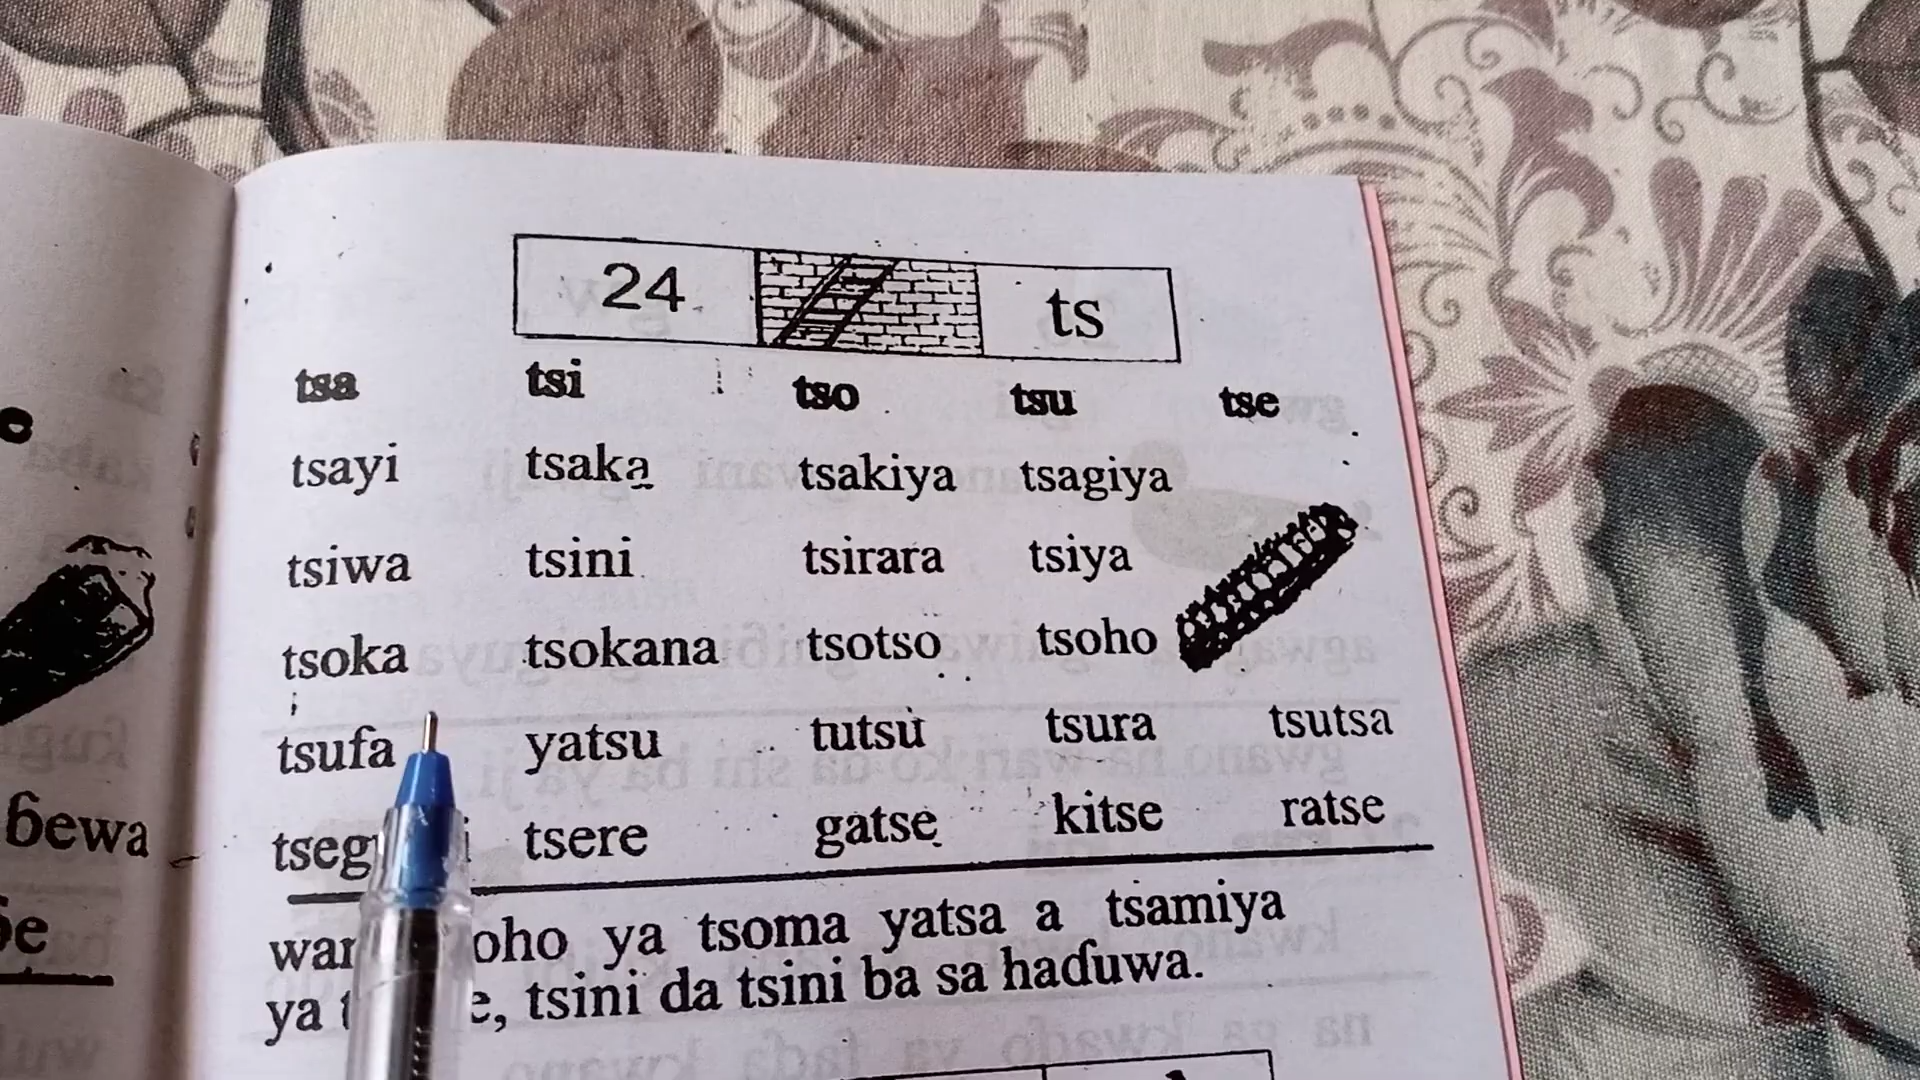 24 ts
tsa tsi tso tsu tse
tsayi tsaka tsakiya tsagiya
tsiwa tsini tsirara tsiya
tsoka tsokana tsotso tsoho
tsufa yatsu tutsu tsura tsutsa
tsere gatse kitse ratse
ya tsoma yatsa a tsamiya
ya tsini da tsini ba sa haɗuwa.
ɓewa